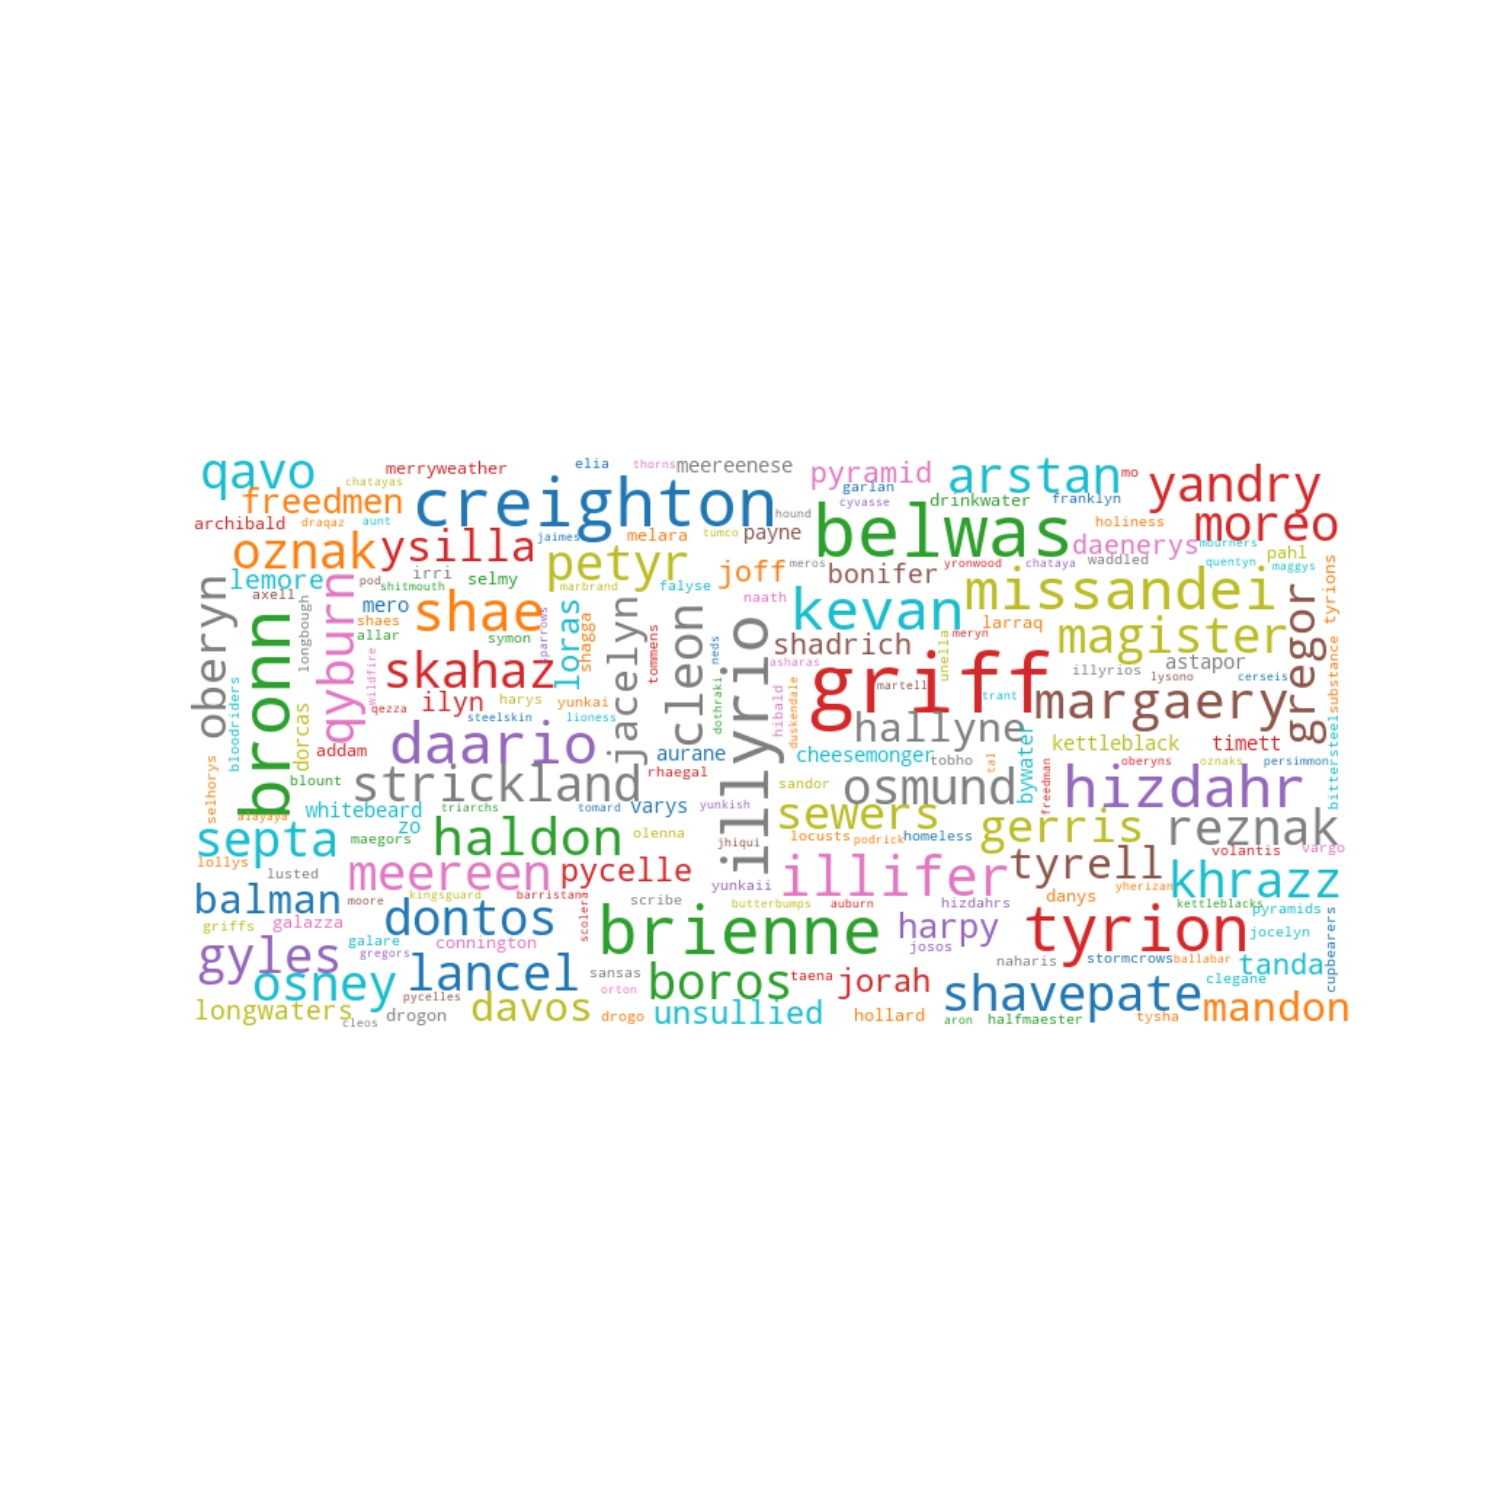 qavo
merryweather
elia
thorns
meereenese
pyramid
arstan
mo
yandry
chatayas
freedmen
creighton
garlan
cyvasse
drinkwater
franklyn
archibald
draqaz
aunt
hound
belwas
holiness
moreo
oznak
ysilla
jaimes
melara
tumco
payne
daenerys
mourners
pahl
petyr
joff
meros
bonifer
yronwood
chataya
waddled
quentyn
maggys
lemore
irri
selmy
pod
shitmouth
marbrand
falyse
missandei
tyrions
oberyn
axell
qyburn
mero
shae
naath
kevan
gregor
longbough
shaes
allar
symon
sparrows
loras
shagga
jacelyn
cleon
illyrio
larraq
meryn
magister
bronn
wildfire
skahaz
tommens
neds
shadrich
unella
asharas
griff
martell
illyrios
astapor
lysono
cerseis
substance
bloodriders
dorcas
qezza
ilyn
harys
yunkai
steelskin
lioness
dothraki
hibald
duskendale
trant
margaery
hallyne
addam
daario
aurane
cheesemonger
tobho
tal
bywater
kettleblack
timett
oberyns
oznaks
persimmon
bittersteel
selhorys
blount
strickland
rhaegal
sandor
osmund
freedman
hizdahr
alayaya
whitebeard
triarchs
tomard
varys
yunkish
sewers
septa
zo
maegors
haldon
olenna
jhiqui
locusts
podrick
homeless
gerris
reznak
lollys
lusted
meereen
pycelle
illifer
tyrell
volantis
vargo
balman
moore
kingsguard
barristans
scribe
yunkaii
butterbumps
auburn
hizdahrs
danys
yherizan
khrazz
kettleblacks
pyramids
griffs
galazza
dontos
scolera
brienne
harpy
tyrion
jocelyn
cupbearers
gyles
galare
gregors
connington
josos
osney
lancel
sansas
orton
boros
taena
jorah
naharis
stormcrows
ballabar
tanda
clegane
shavepate
longwaters
cleos
pycelles
drogon
davos
drogo
unsullied
hollard
aron
halfmaester
tysha
mandon